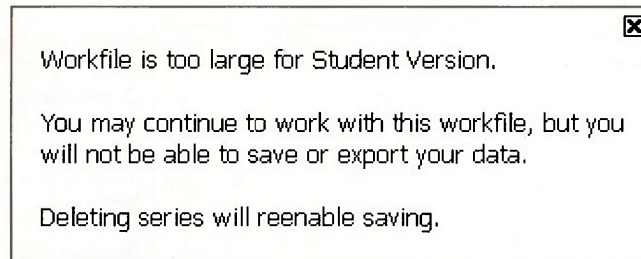 Workfile is too large for Student Version.
You may continue to work with this workfile, but you
will not be able to save or export your data.
Deleting series will reenable saving.